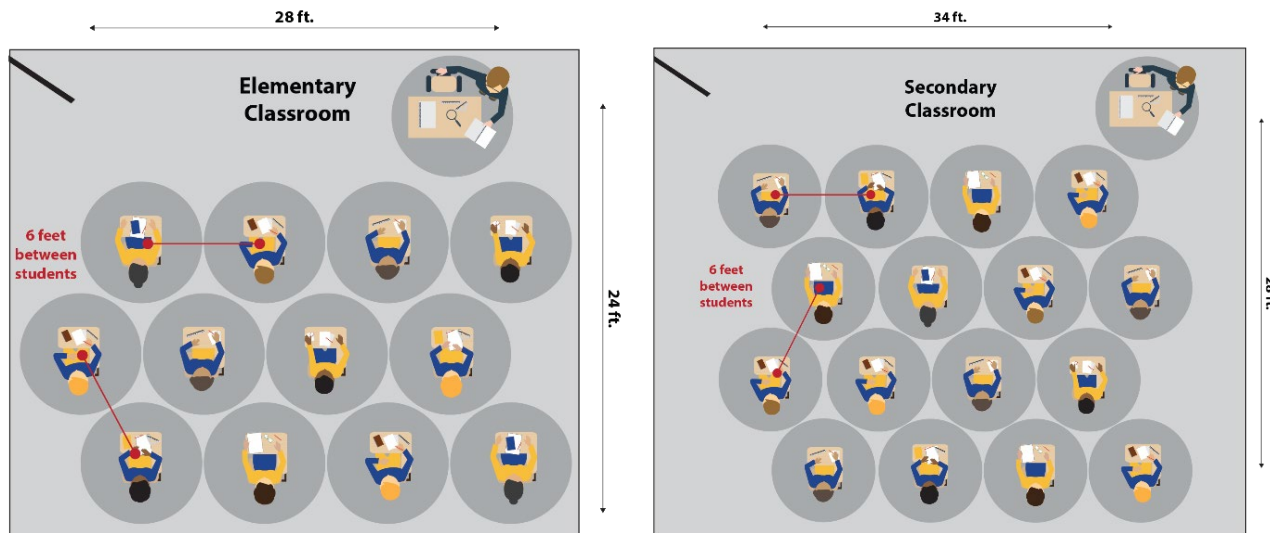 28 ft.
Elementary
Classroom
6 feet
between
students
24 ft.
34 ft.
Secondary
Classroom
6 feet
between
students